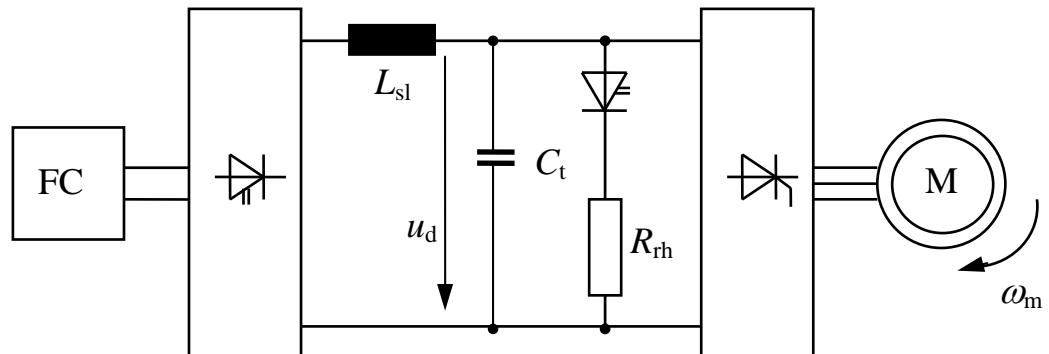 L_sl
FC
C_t
M
u_d
R_rh
ω_m